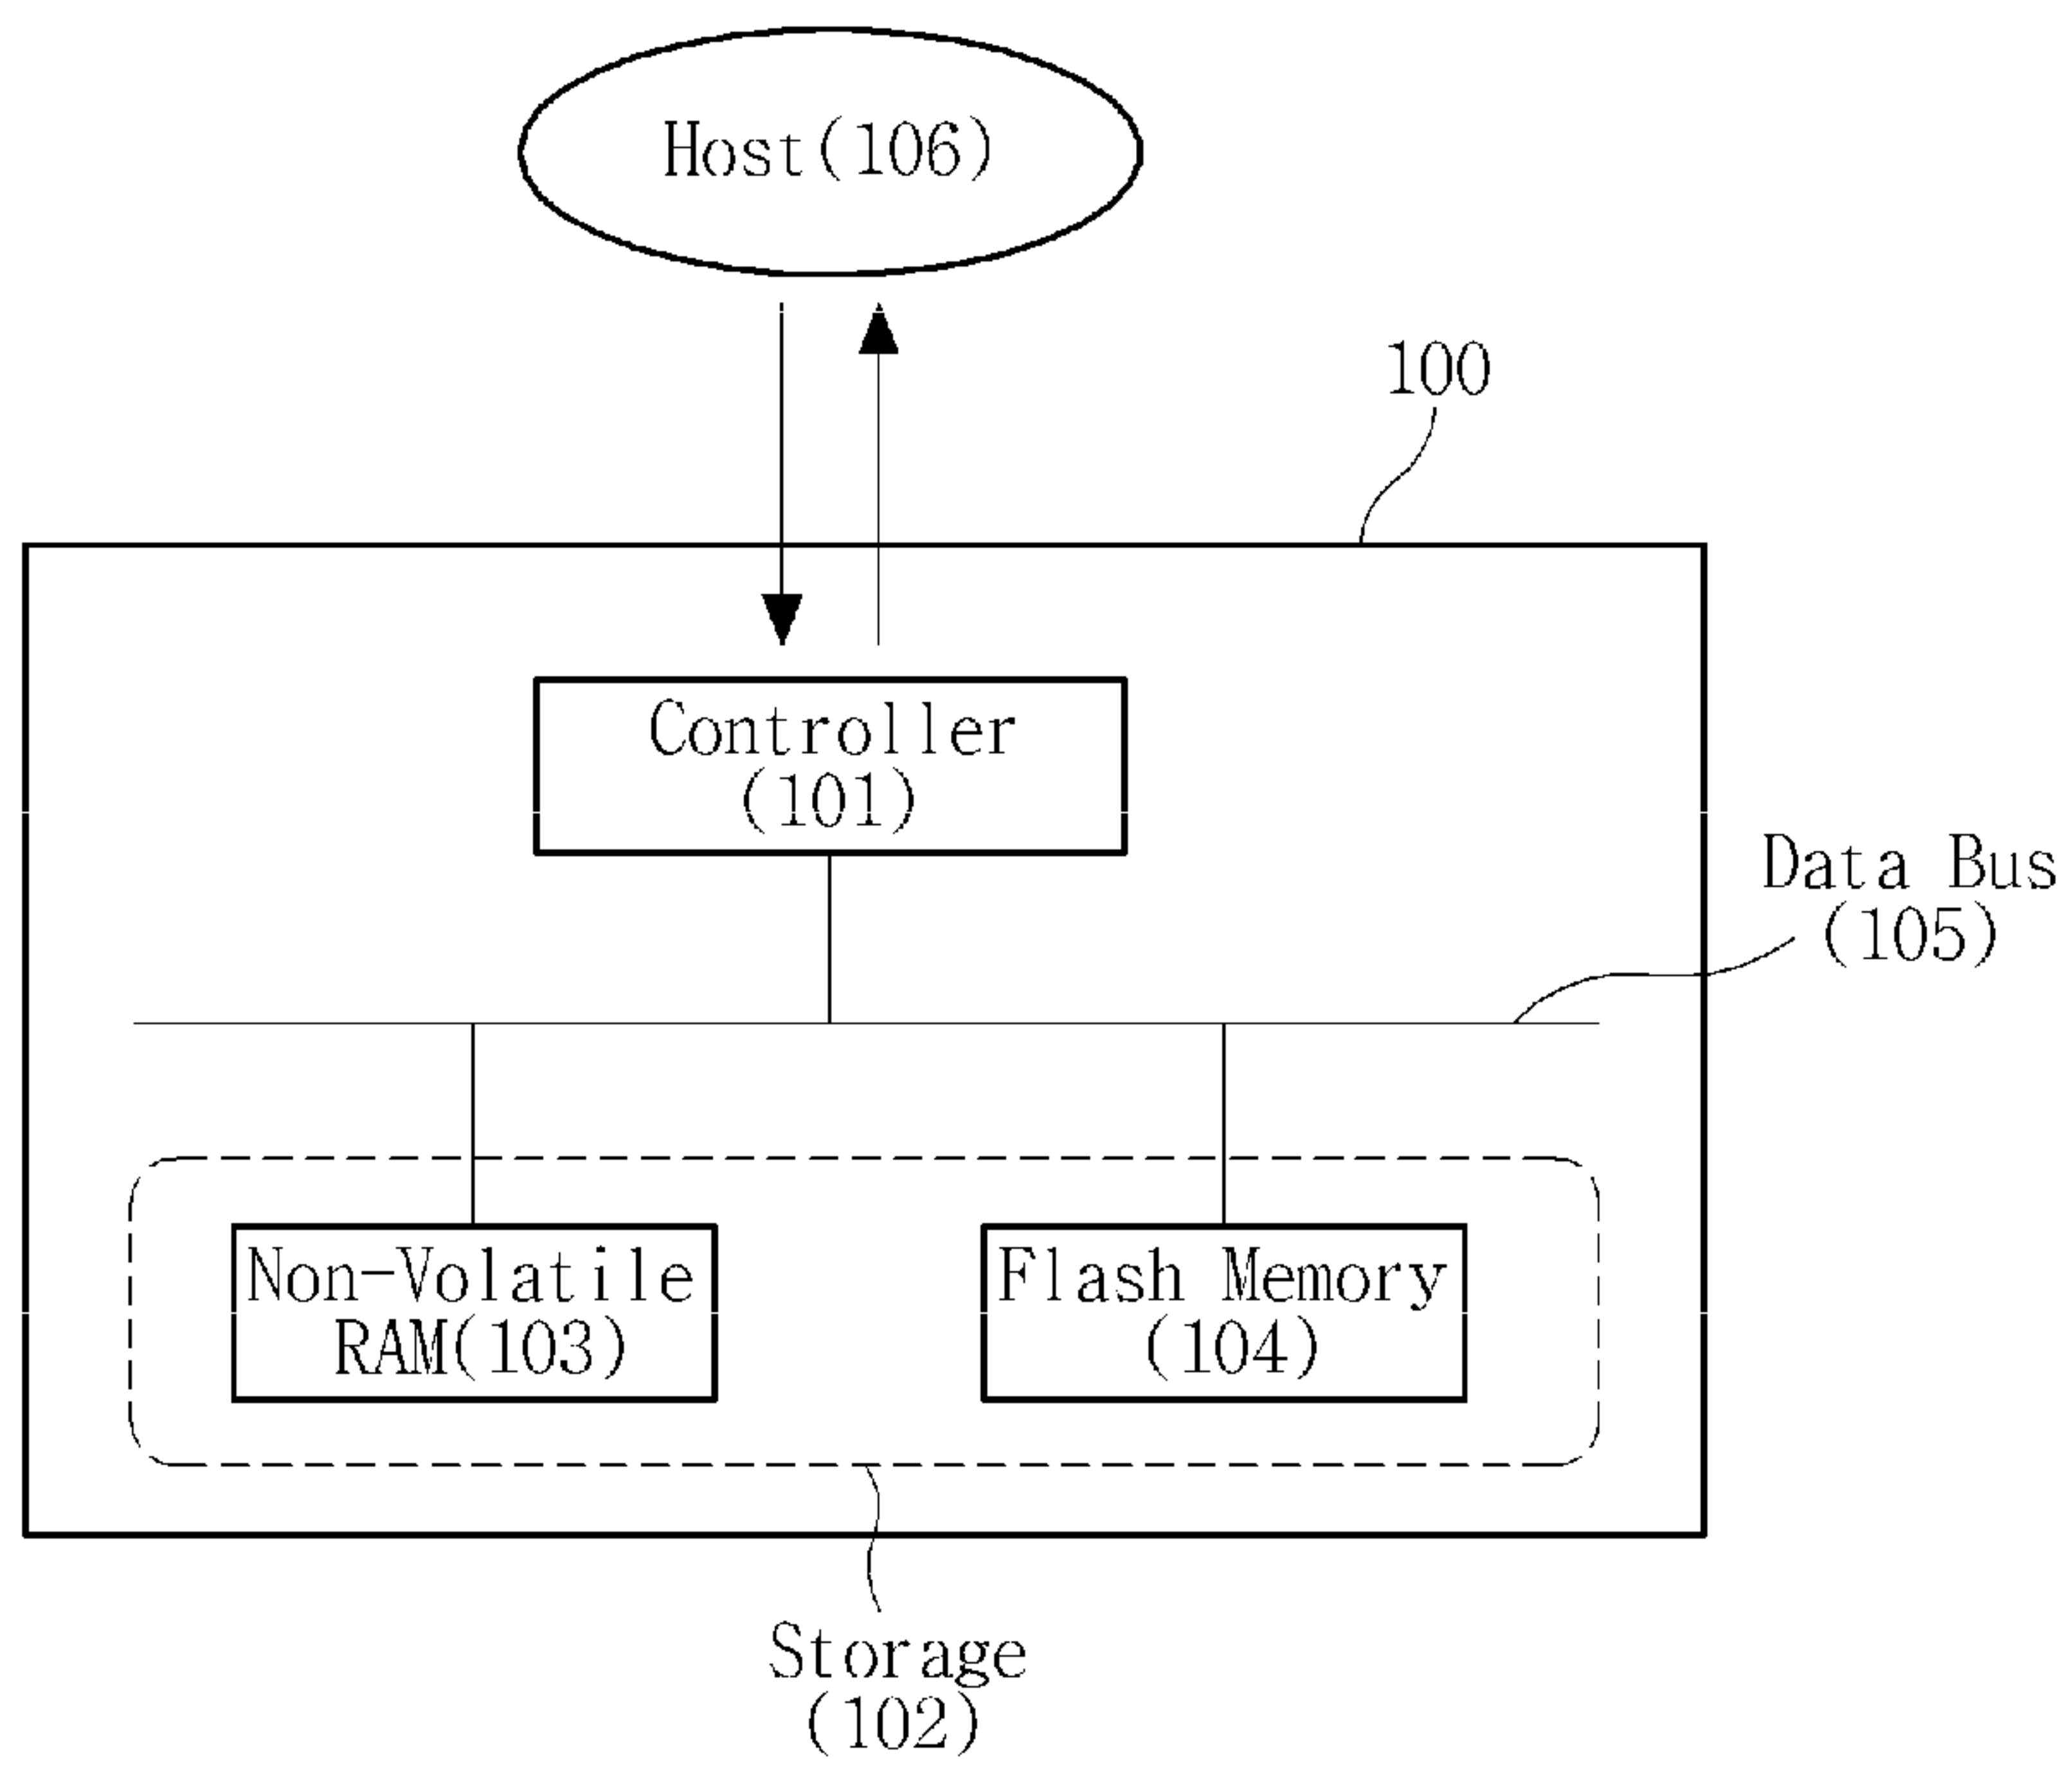 Host(106)
100
Controller
(101)
Data Bus
(105)
Non-Volatile
RAM(103)
Flash Memory
(104)
Storage
(102)